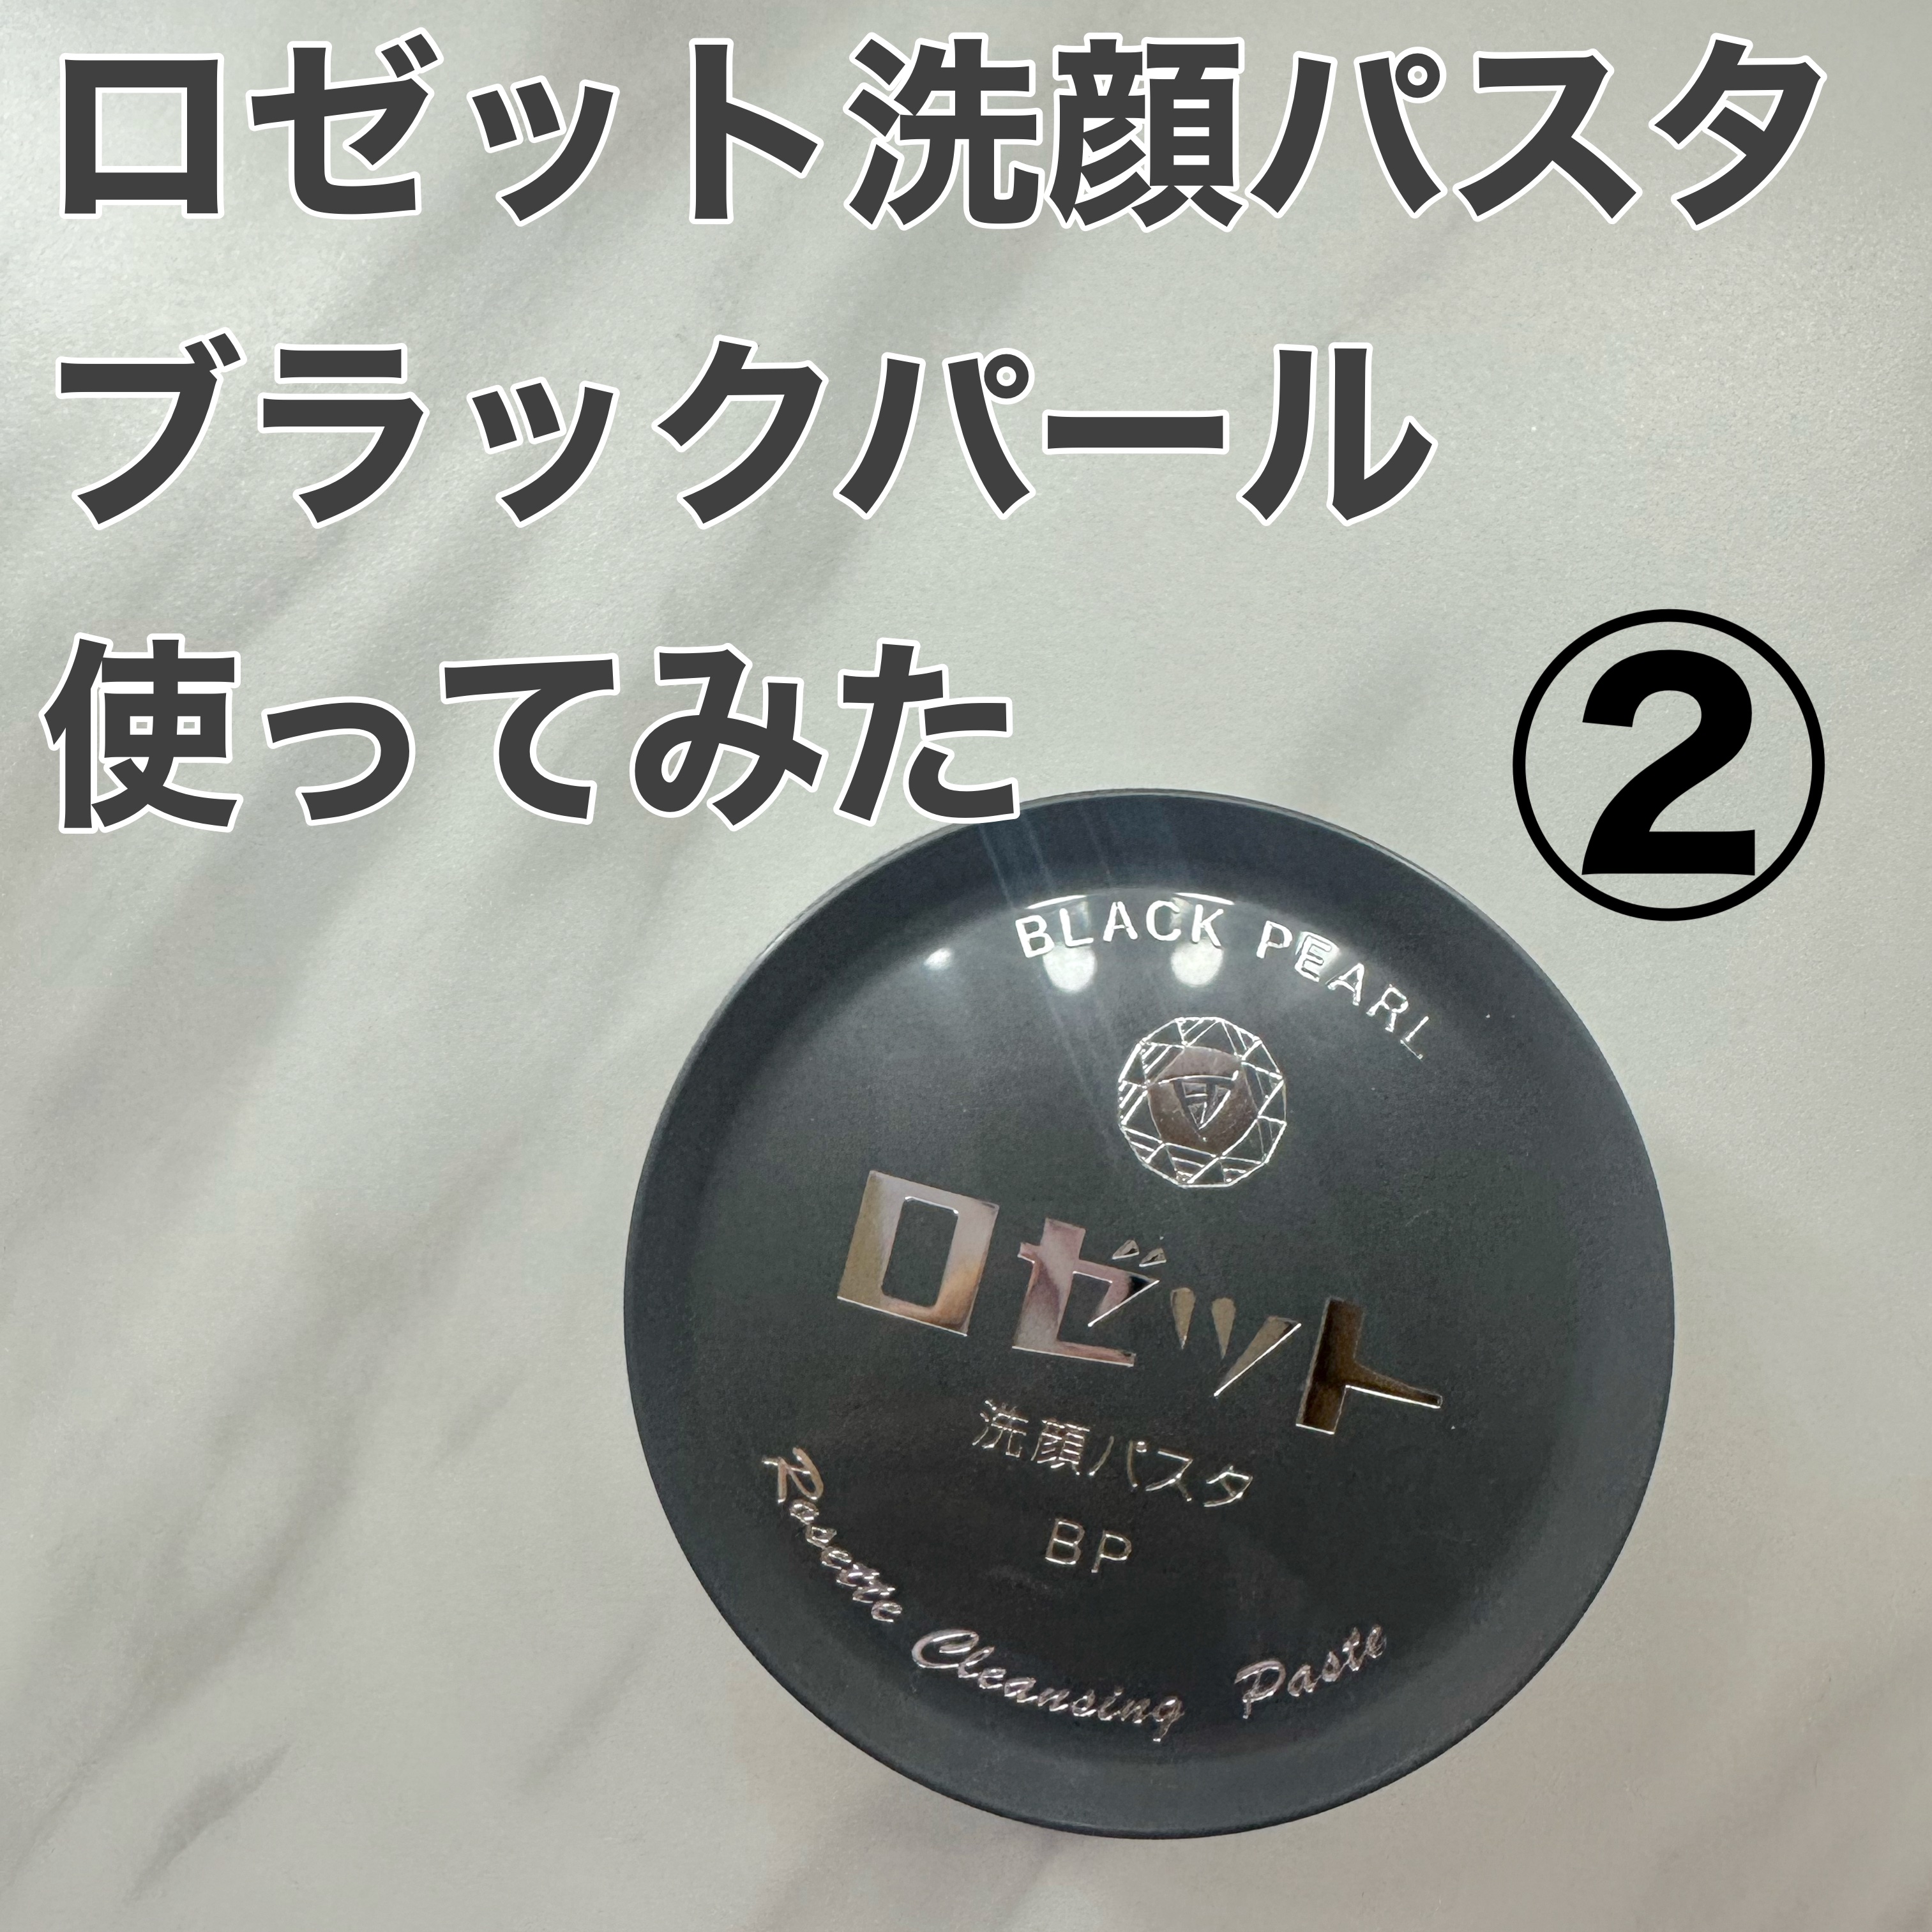 ロゼット洗顔パスタ
ブラックパール
使ってみた
②
BLACK PEARL
ロゼット
洗顔パスタ
BP
Rosette Cleansing Paste